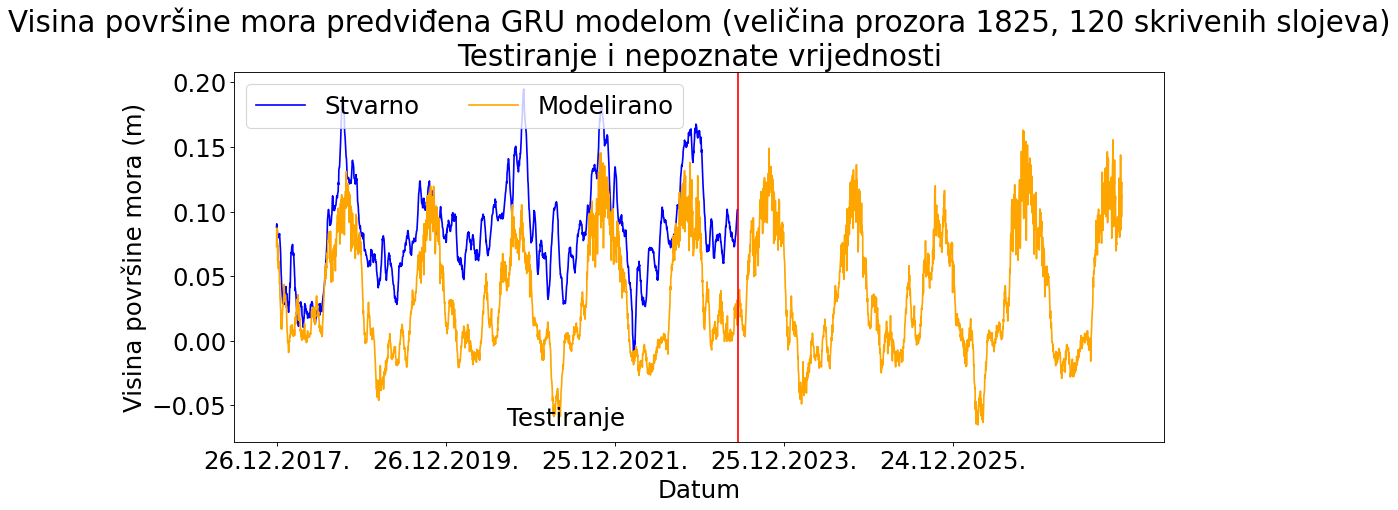 Visina površine mora predviđena GRU modelom (veličina prozora 1825, 120 skrivenih slojeva)
Testiranje i nepoznate vrijednosti
Stvarno
Modelirano
Visina površine mora (m)
0.20
0.15
0.10
0.05
0.00
−0.05
Testiranje
26.12.2017.
26.12.2019.
25.12.2021.
25.12.2023.
24.12.2025.
Datum